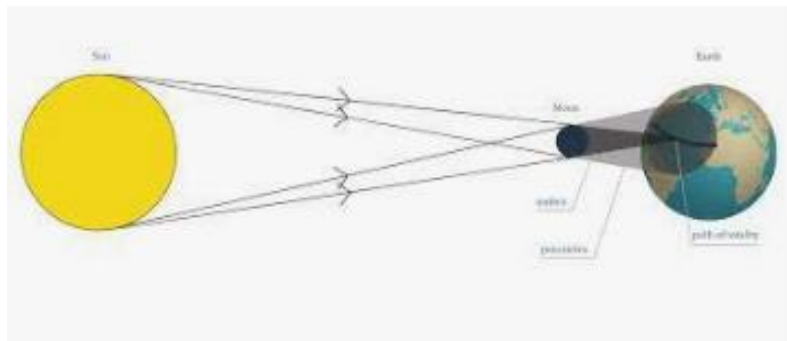 Sun
Earth
Moon
umbra
penumbra
path of totality